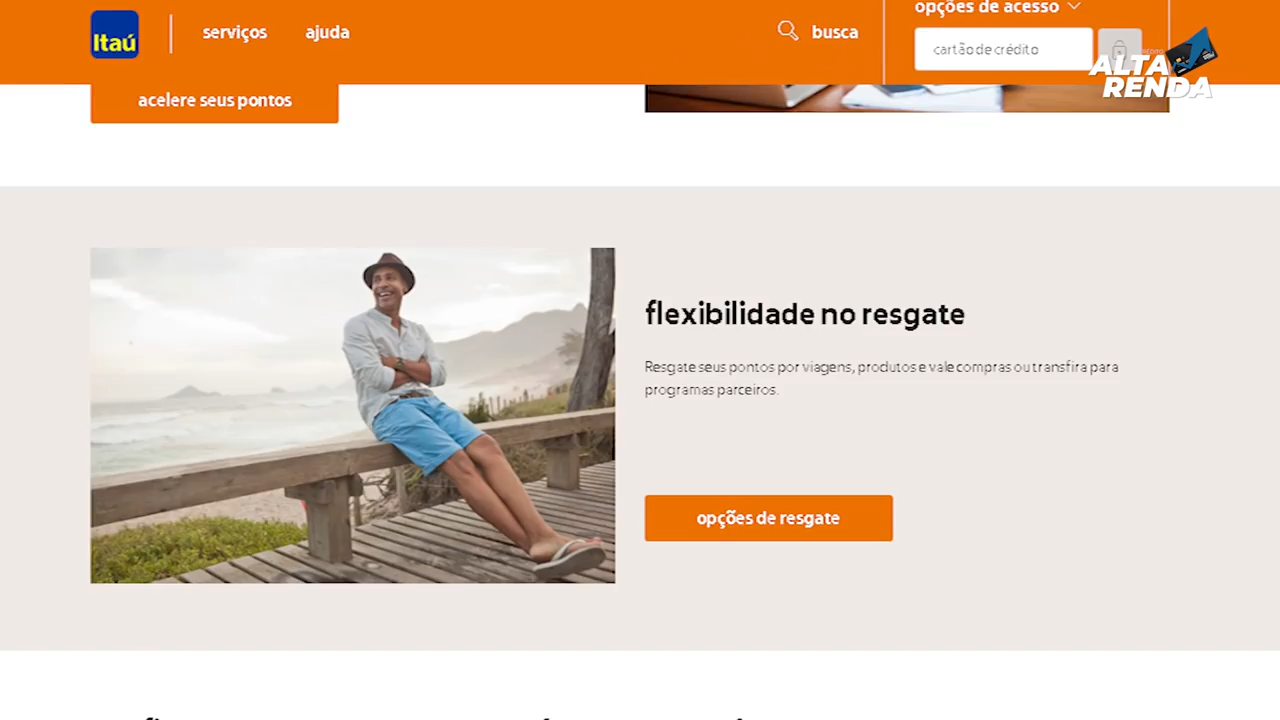 Itaú
serviços
ajuda
busca
opções de acesso
cartão de crédito
ALTA
RENDA
acelere seus pontos
flexibilidade no resgate
Resgate seus pontos por viagens, produtos e vale compras ou transfira para
programas parceiros.
opções de resgate